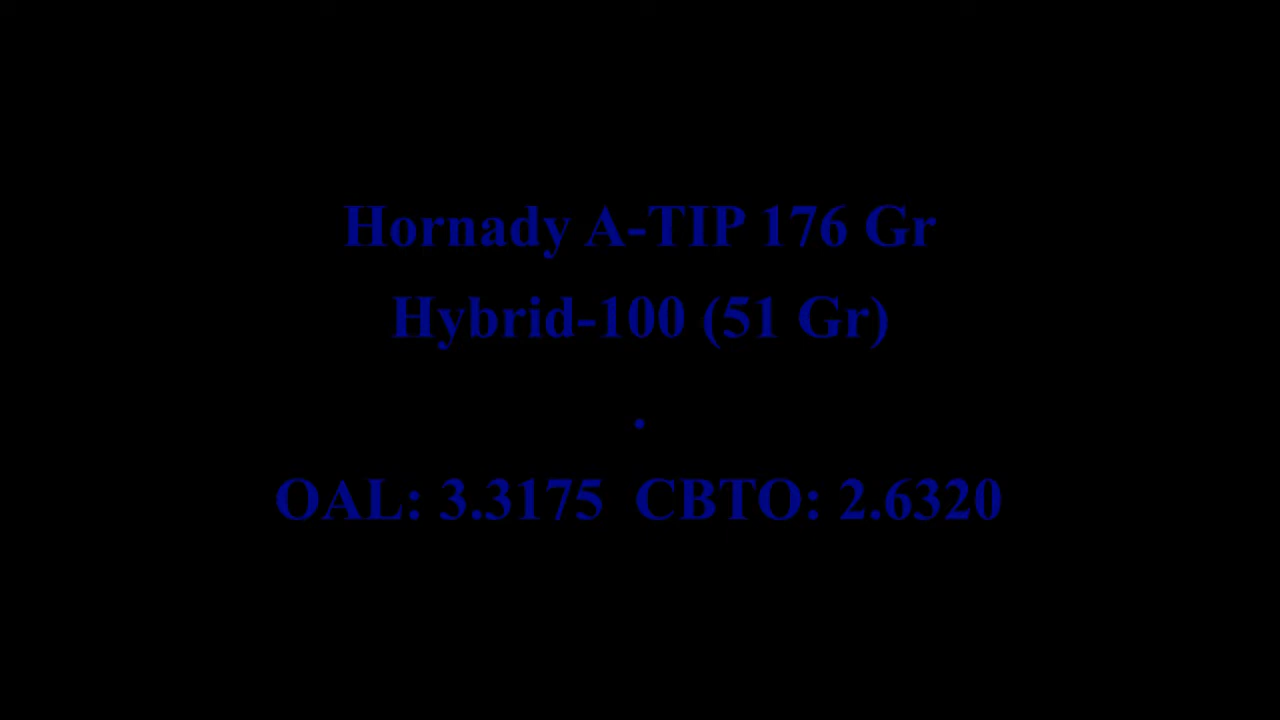 Hornady A-TIP 176 Gr
Hybrid-100 (51 Gr)
.
OAL: 3.3175  CBTO: 2.6320